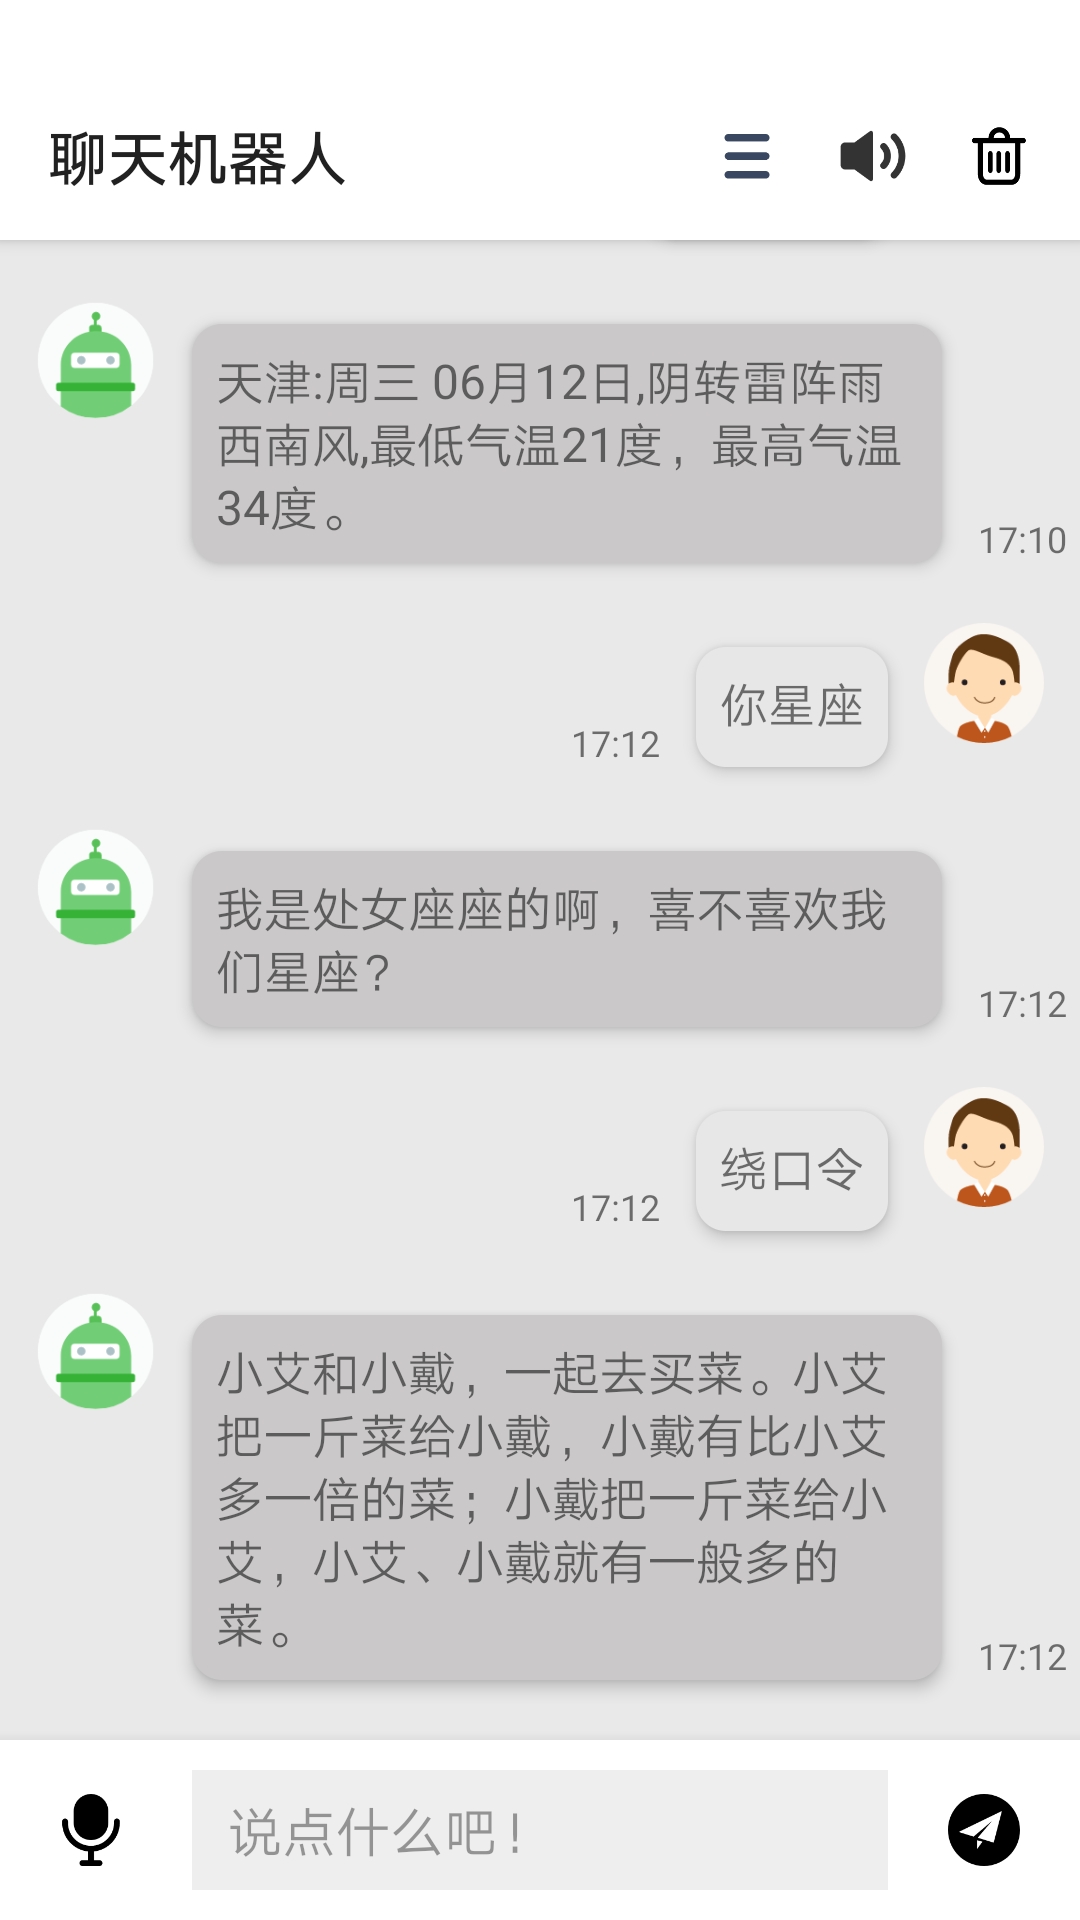 聊天机器人
天津:周三 06月12日,阴转雷阵雨
西南风,最低气温21度，最高气温
34度。
17:10
你星座
17:12
我是处女座座的啊，喜不喜欢我
们星座？
17:12
绕口令
17:12
小艾和小戴，一起去买菜。小艾
把一斤菜给小戴，小戴有比小艾
多一倍的菜；小戴把一斤菜给小
艾，小艾、小戴就有一般多的
菜。
17:12
说点什么吧！